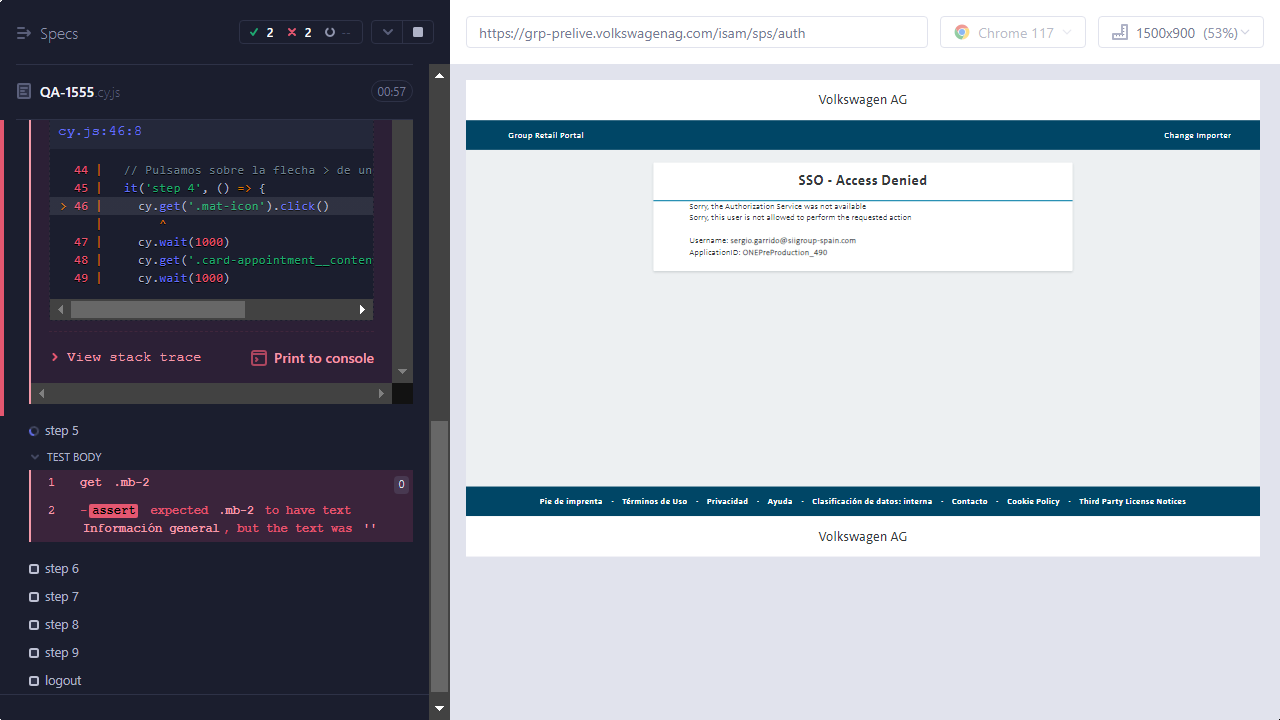 Specs
2
2
--
QA-1555.cy.js
00:57
cy.js:46:8
44 | // Pulsamos sobre la flecha > de un
45 | it('step 4', () => {
> 46 | cy.get('.mat-icon').click()
| ^
47 | cy.wait(1000)
48 | cy.get('.card-appointment__conten
49 | cy.wait(1000)
> View stack trace
Print to console
step 5
TEST BODY
1 get .mb-2 0
2 -assert expected .mb-2 to have text
Información general, but the text was ''
step 6
step 7
step 8
step 9
logout
https://grp-prelive.volkswagenag.com/isam/sps/auth
Chrome 117
1500x900 (53%)
Volkswagen AG
Group Retail Portal
Change Importer
SSO - Access Denied
Sorry, the Authorization Service was not available
Sorry, this user is not allowed to perform the requested action
Username: sergio.garrido@siigroup-spain.com
ApplicationID: ONEPreProduction_490
Pie de imprenta - Términos de Uso - Privacidad - Ayuda - Clasificación de datos: interna - Contacto - Cookie Policy - Third Party License Notices
Volkswagen AG